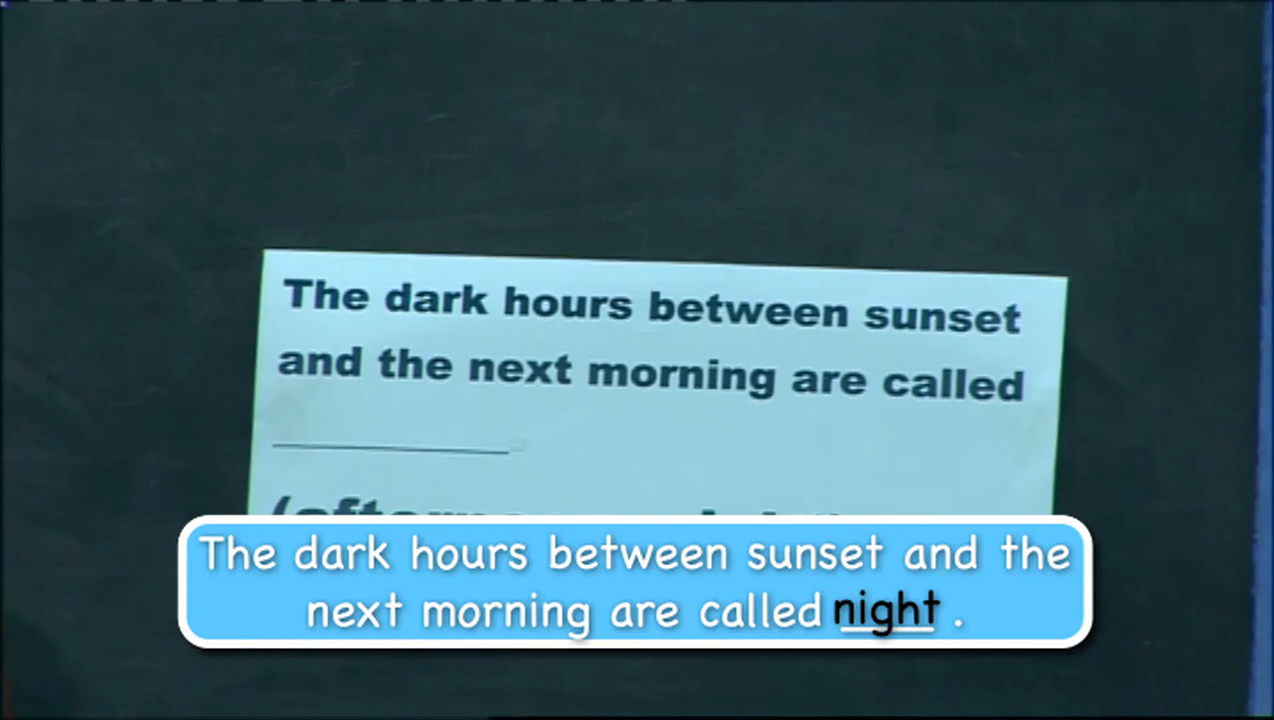 The dark hours between sunset
and the next morning are called
The dark hours between sunset and the
next morning are called night .